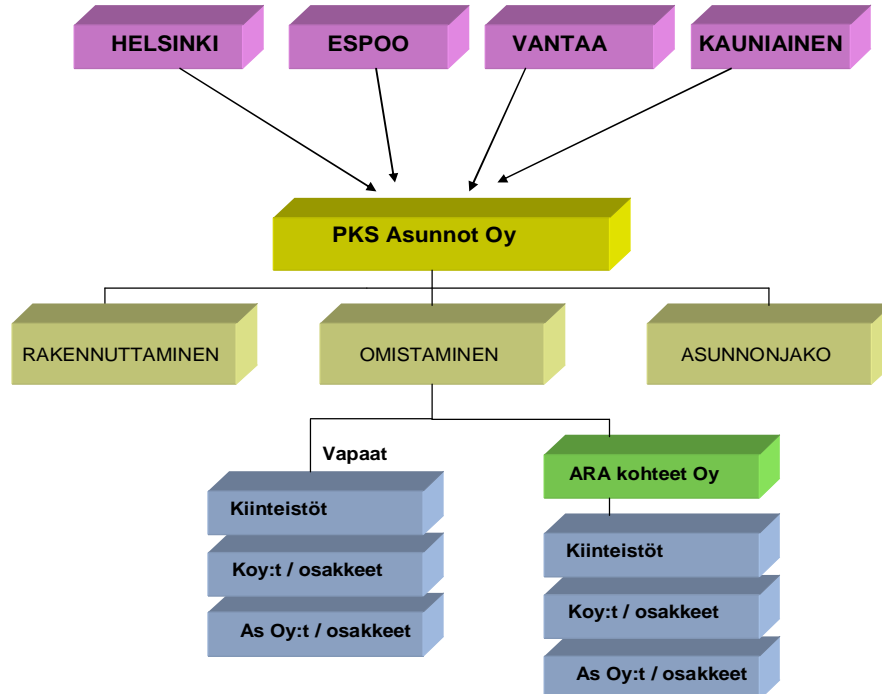 HELSINKI
ESPOO
VANTAA
KAUNIAINEN
PKS Asunnot Oy
RAKENNUTTAMINEN
OMISTAMINEN
ASUNNONJAKO
Vapaat
ARA kohteet Oy
Kiinteistöt
Koy:t / osakkeet
As Oy:t / osakkeet
Kiinteistöt
Koy:t / osakkeet
As Oy:t / osakkeet